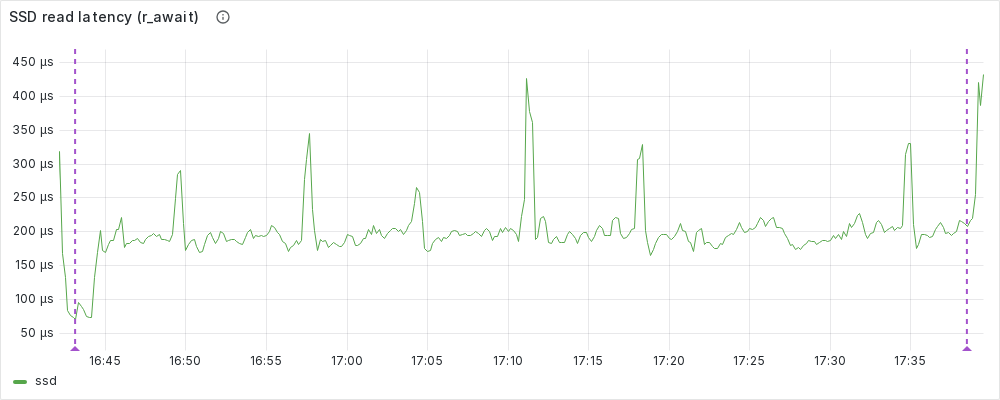 SSD read latency (r_await)
450 µs
400 µs
350 µs
300 µs
250 µs
200 µs
150 µs
100 µs
50 µs
16:45 16:50 16:55 17:00 17:05 17:10 17:15 17:20 17:25 17:30 17:35
ssd